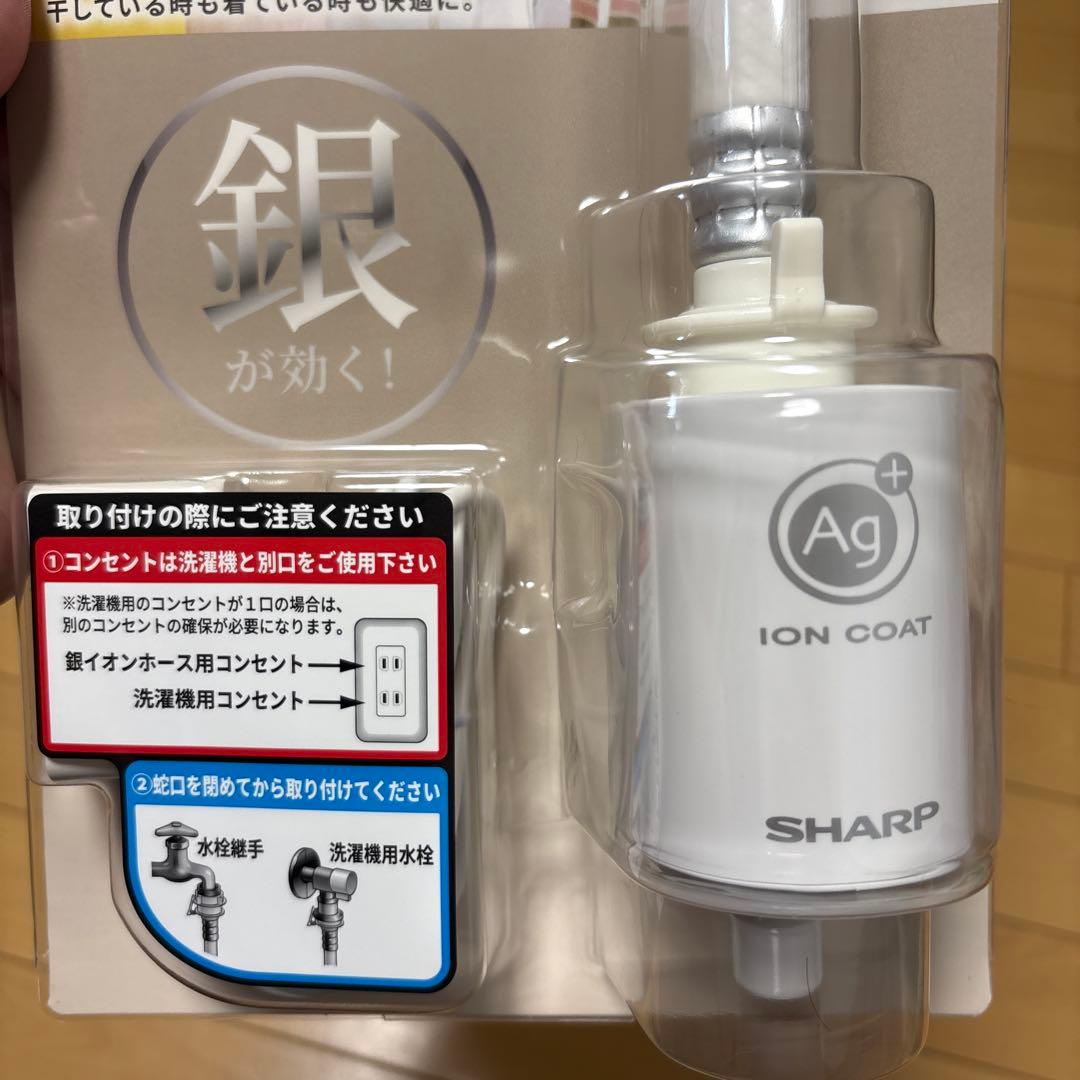 干している時も着ている時も快適に。
銀
が効く!
取り付けの際にご注意ください
①コンセントは洗濯機と別口をご使用下さい
※洗濯機用のコンセントが1口の場合は、
別のコンセントの確保が必要になります。
銀イオンホース用コンセント
洗濯機用コンセント
②蛇口を閉めてから取り付けてください
水栓継手
洗濯機用水栓
Ag+
ION COAT
SHARP